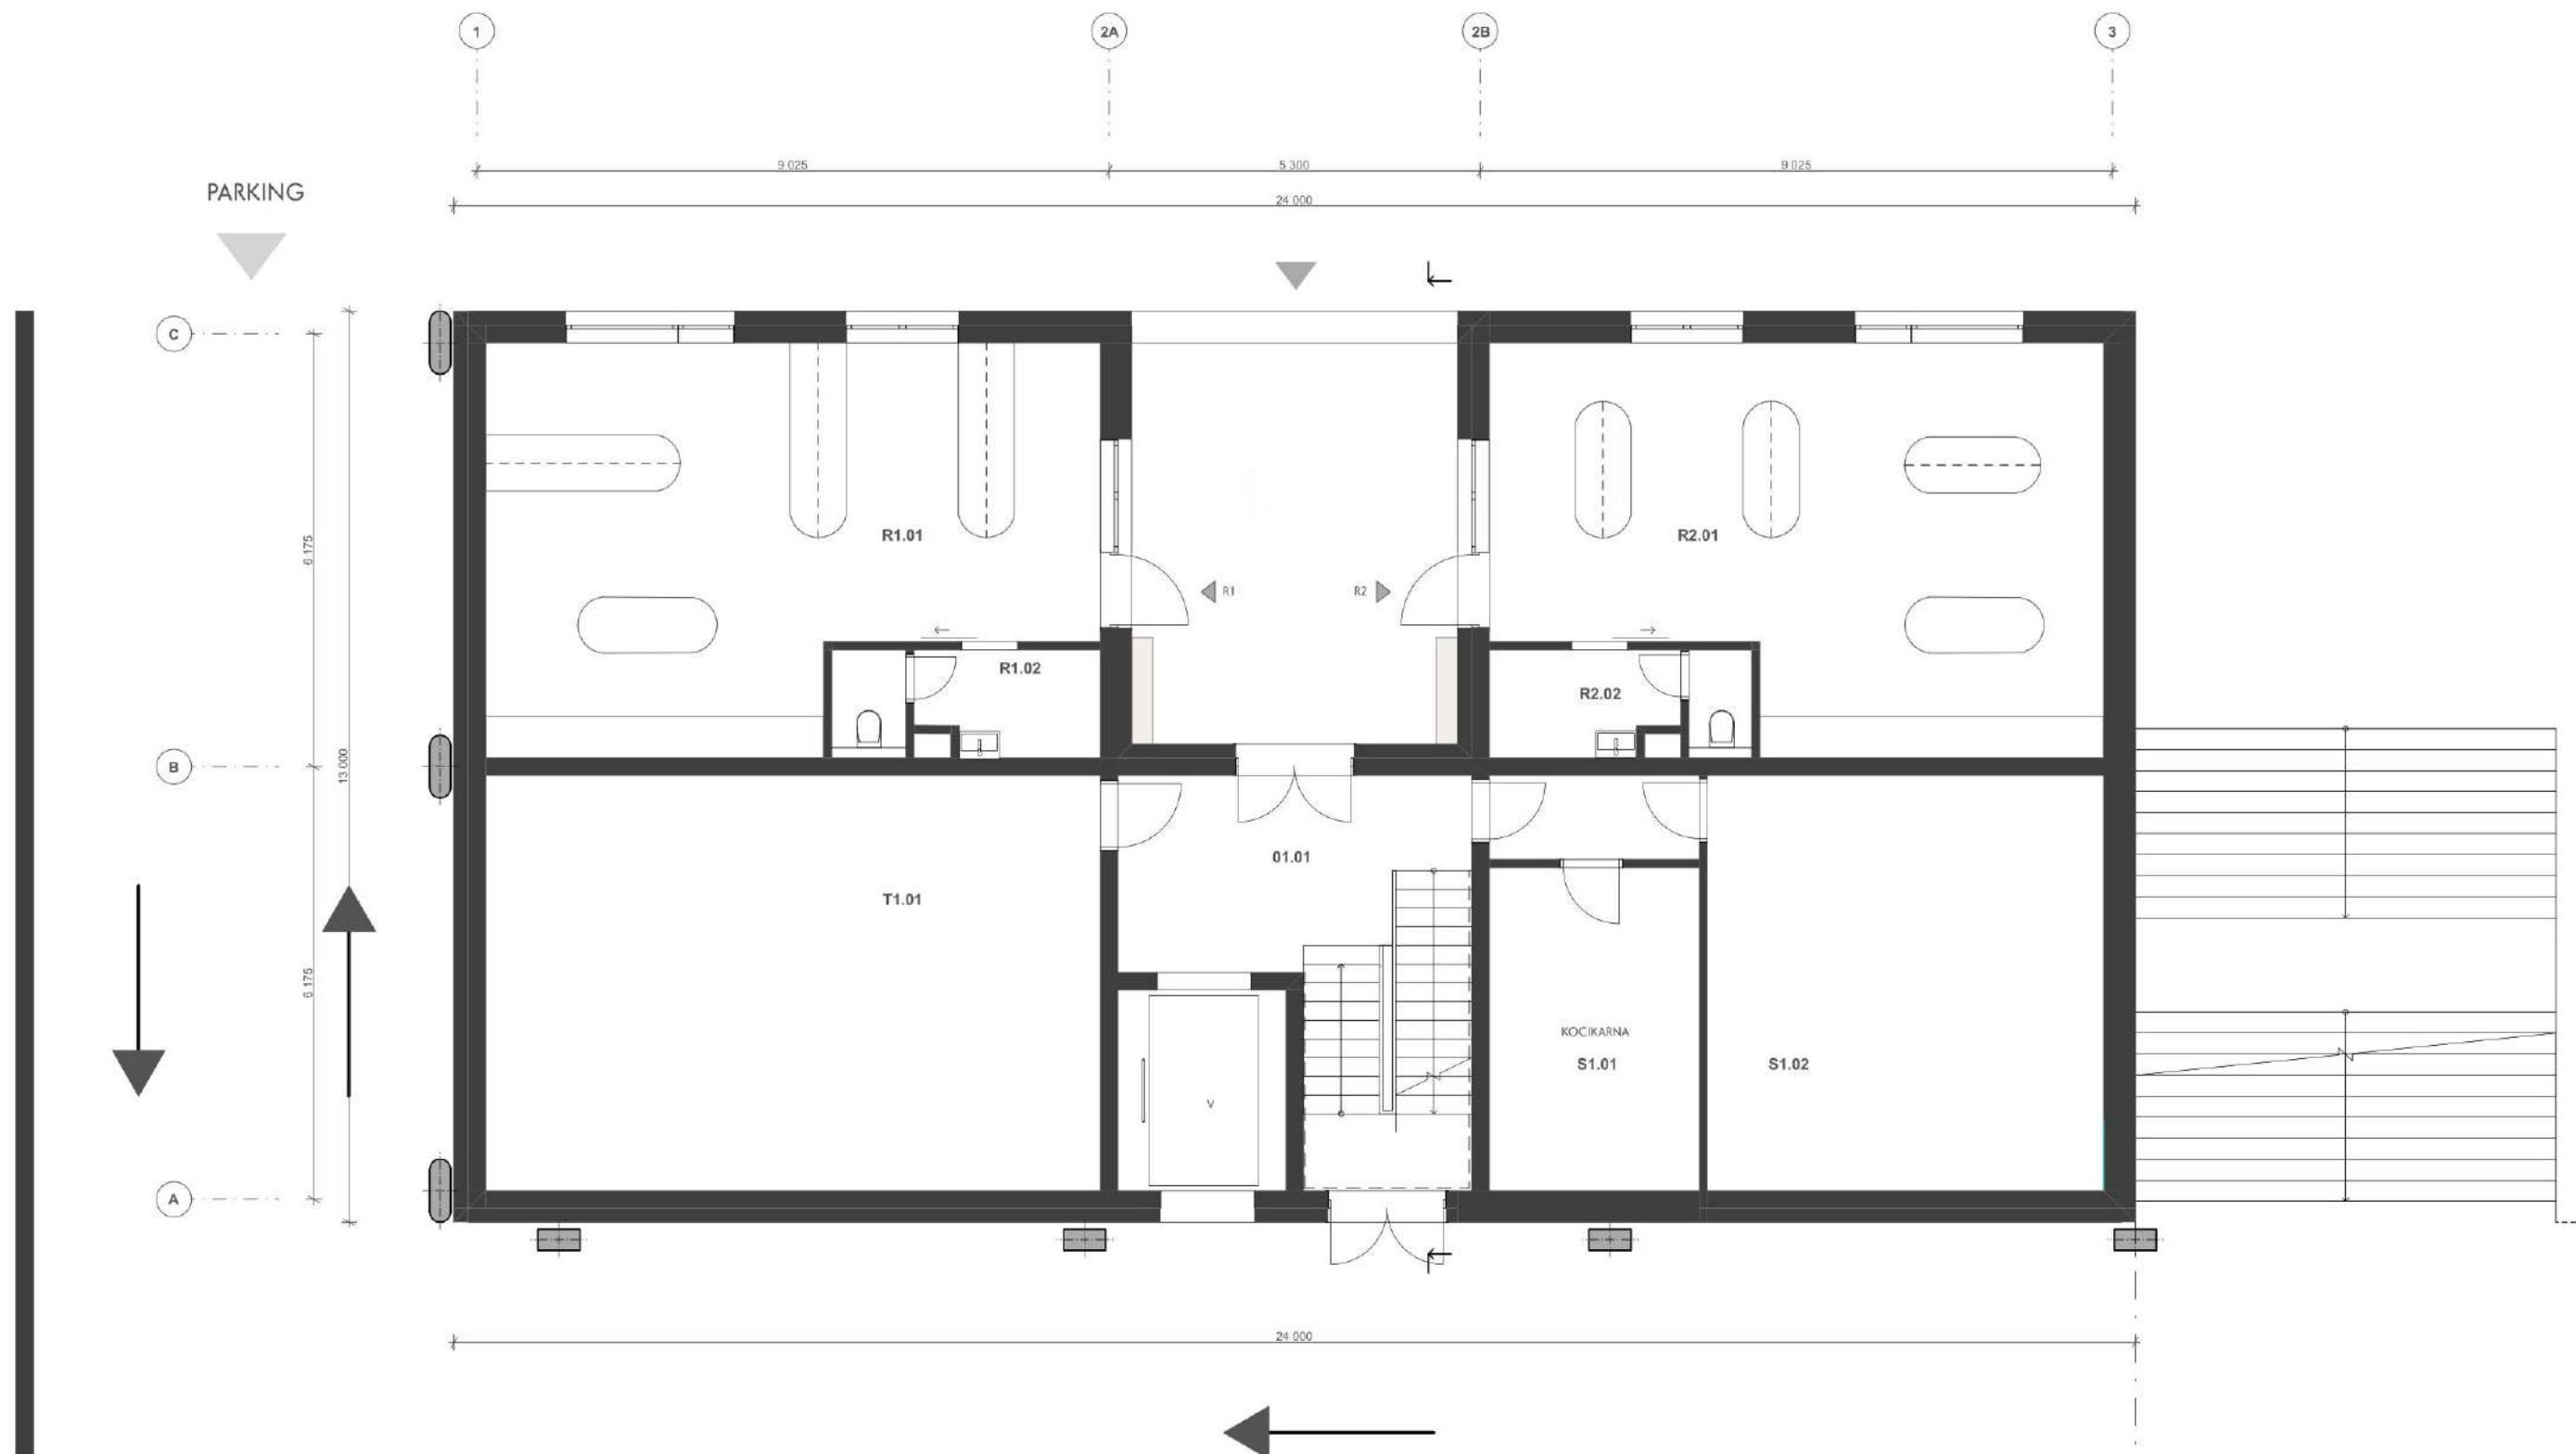 1
2A
2B
3
9 025
5 300
9 025
24 000
PARKING
C
6 175
R1.01
R2.01
R1
R2
R1.02
R2.02
B
13 000
01.01
T1.01
6 175
KOCIKARNA
S1.01
S1.02
V
A
24 000